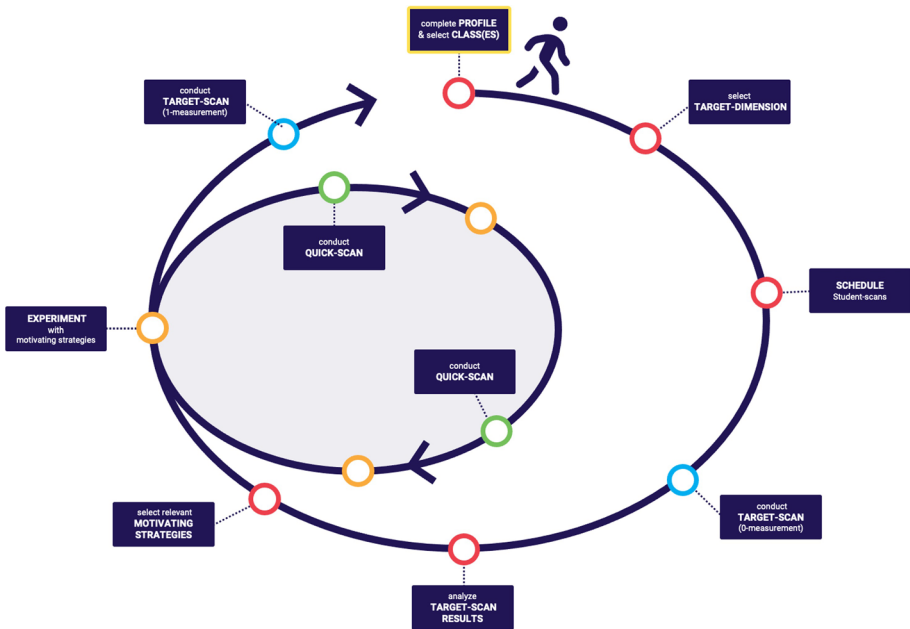 complete PROFILE
& select CLASS(ES)
select
TARGET-DIMENSION
SCHEDULE
Student-scans
conduct
TARGET-SCAN
(0-measurement)
analyze
TARGET-SCAN
RESULTS
select relevant
MOTIVATING
STRATEGIES
EXPERIMENT
with
motivating strategies
conduct
QUICK-SCAN
conduct
QUICK-SCAN
conduct
TARGET-SCAN
(1-measurement)